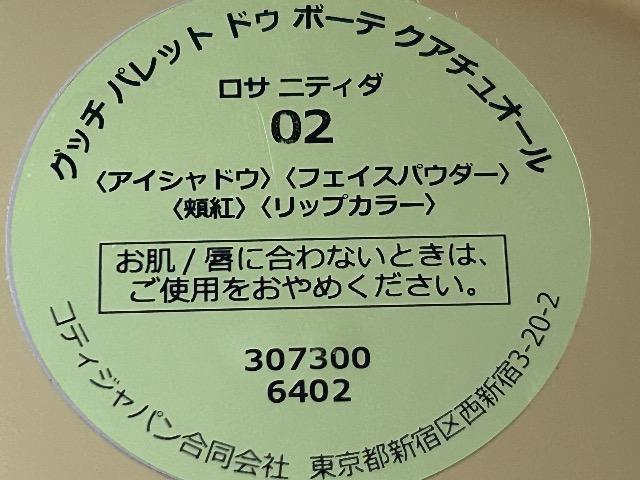 グッチ パレット ドゥ ボーテ クアチュオール
ロサ ニティダ
02
〈アイシャドウ〉〈フェイスパウダー〉
〈頬紅〉〈リップカラー〉
お肌/唇に合わないときは、
ご使用をおやめください。
307300
6402
コティジャパン合同会社 東京都新宿区西新宿3-20-2